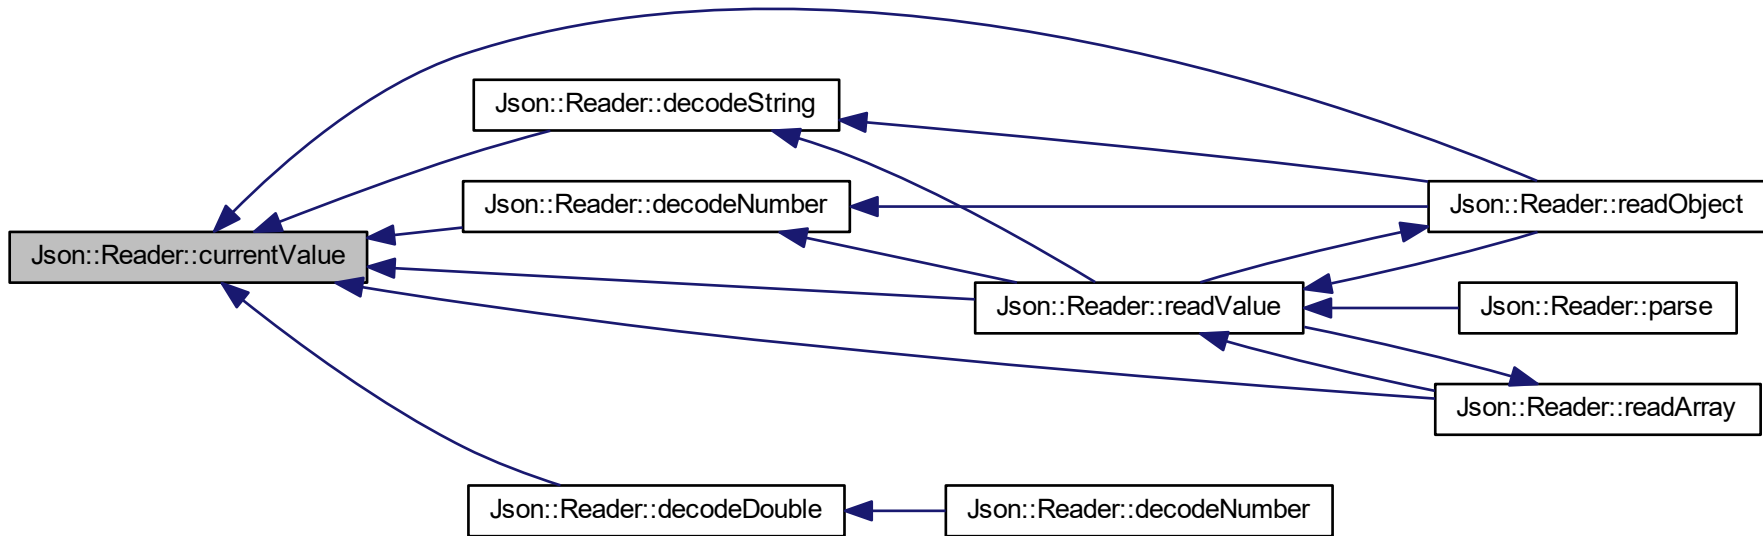 Json::Reader::decodeString
Json::Reader::decodeNumber
Json::Reader::readObject
Json::Reader::currentValue
Json::Reader::readValue
Json::Reader::parse
Json::Reader::readArray
Json::Reader::decodeDouble
Json::Reader::decodeNumber